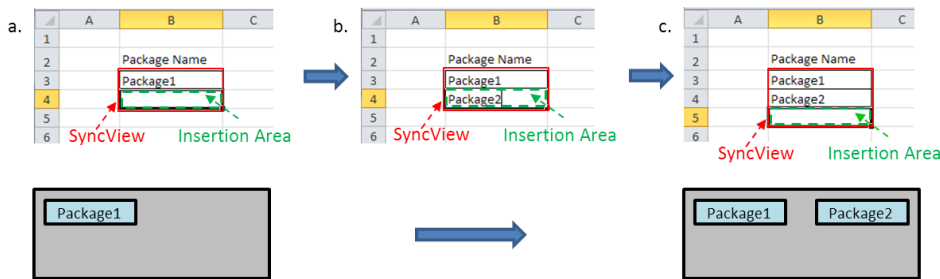 a.
A B C
1
2 Package Name
3 Package1
4
5
6
SyncView
Insertion Area
b.
A B C
1
2 Package Name
3 Package1
4 Package2
5
6
SyncView
Insertion Area
c.
A B C
1
2 Package Name
3 Package1
4 Package2
5
6
SyncView
Insertion Area
Package1
Package1 Package2